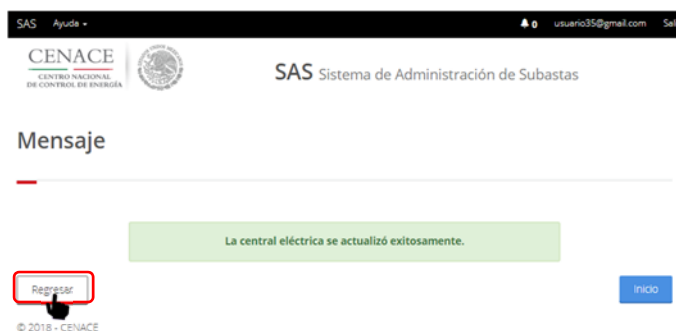 SAS Ayuda 0 usuario35@gmail.com Sal
CENACE
CENTRO NACIONAL
DE CONTROL DE ENERGÍA
SAS Sistema de Administración de Subastas
Mensaje
La central eléctrica se actualizó exitosamente.
Regresar Inicio
© 2018 - CENACE